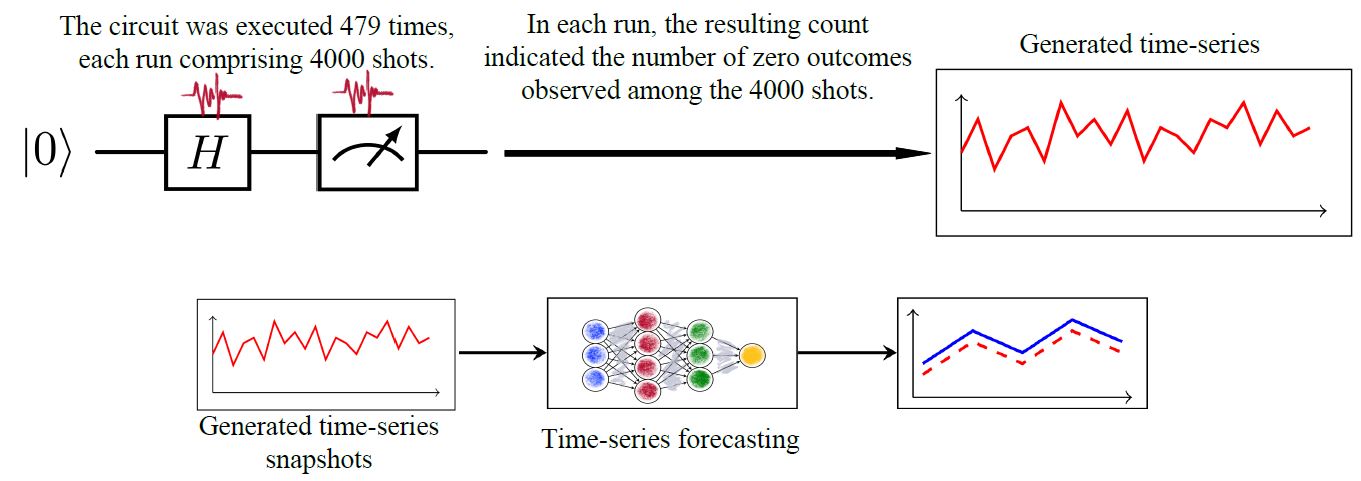 The circuit was executed 479 times,
each run comprising 4000 shots.
In each run, the resulting count
indicated the number of zero outcomes
observed among the 4000 shots.
Generated time-series
|0⟩
H
Generated time-series
snapshots
Time-series forecasting